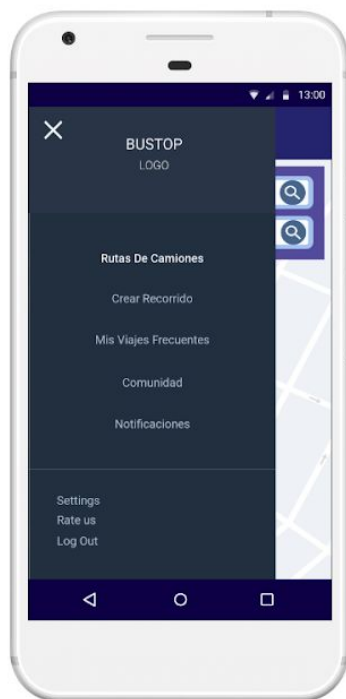 13:00
BUSTOP
LOGO
Rutas De Camiones
Crear Recorrido
Mis Viajes Frecuentes
Comunidad
Notificaciones
Settings
Rate us
Log Out